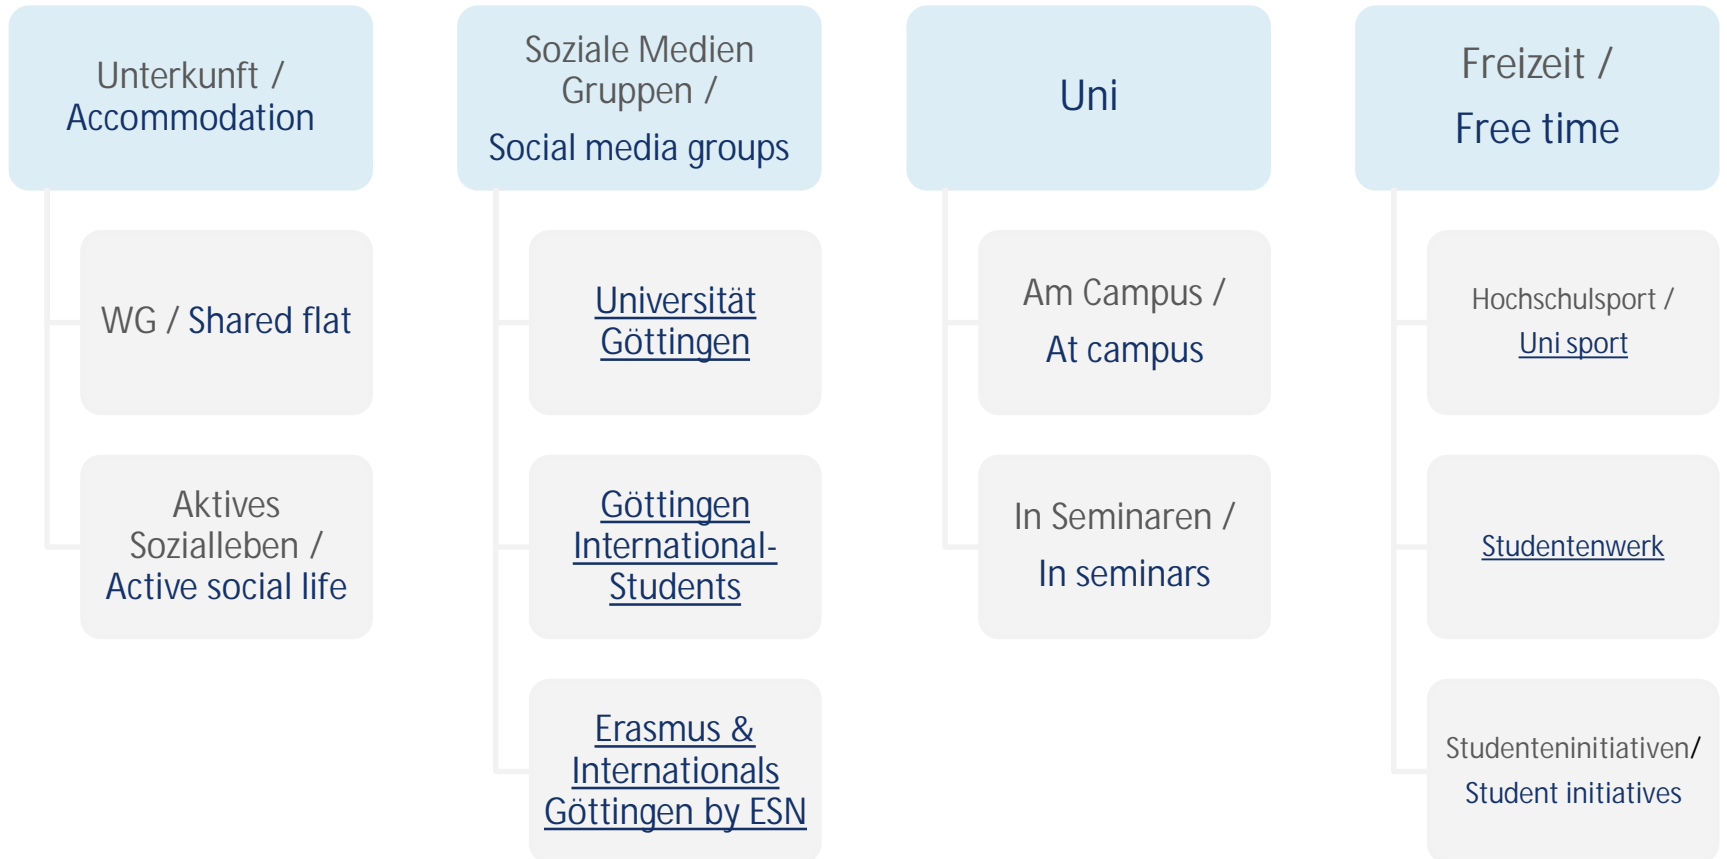 Unterkunft /
Accommodation
WG / Shared flat
Aktives
Sozialleben /
Active social life
Soziale Medien
Gruppen /
Social media groups
Universität
Göttingen
Göttingen
International-
Students
Erasmus &
Internationals
Göttingen by ESN
Uni
Am Campus /
At campus
In Seminaren /
In seminars
Freizeit /
Free time
Hochschulsport /
Uni sport
Studentenwerk
Studenteninitiativen/
Student initiatives